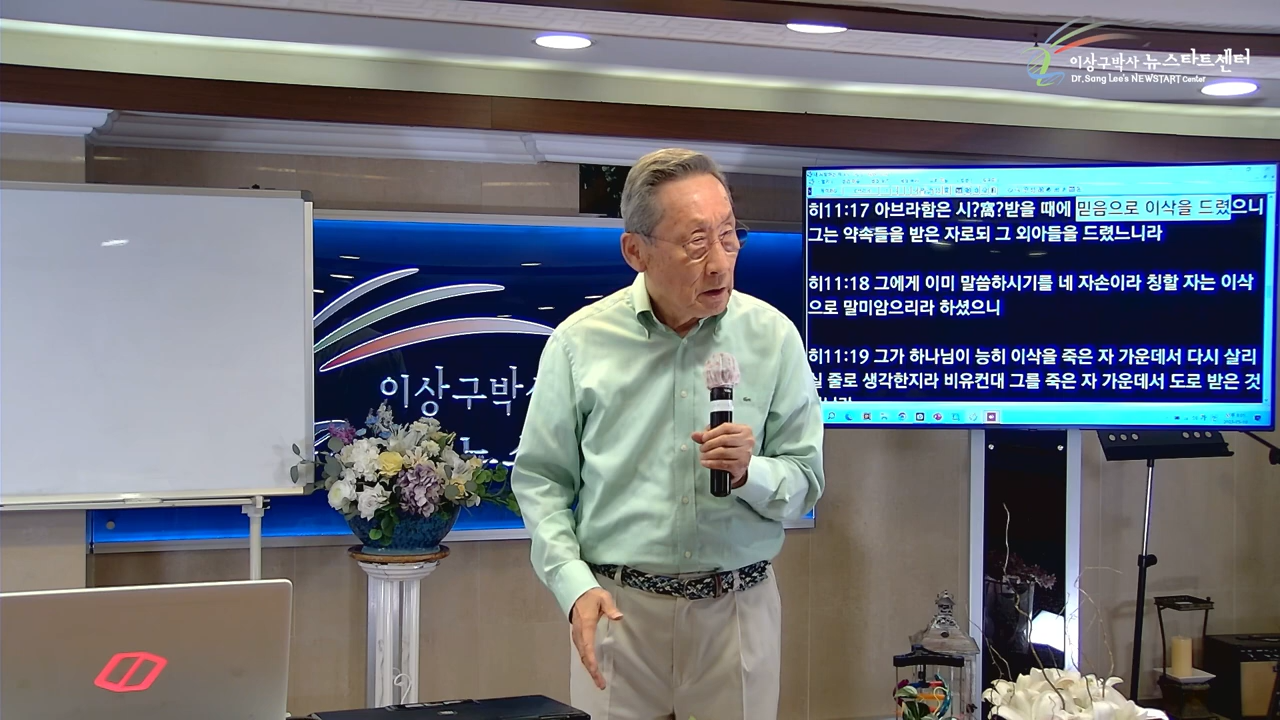 이상구박사 뉴스타트센터
Dr. Sang Lee's NEWSTART Center
히11:17 아브라함은 시?窩?받을 때에 믿음으로 이삭을 드렸으니
그는 약속들을 받은 자로되 그 외아들을 드렸느니라
히11:18 그에게 이미 말씀하시기를 네 자손이라 칭할 자는 이삭
으로 말미암으리라 하셨으니
히11:19 그가 하나님이 능히 이삭을 죽은 자 가운데서 다시 살리
실 줄로 생각한지라 비유컨대 그를 죽은 자 가운데서 도로 받은 것
이상구박